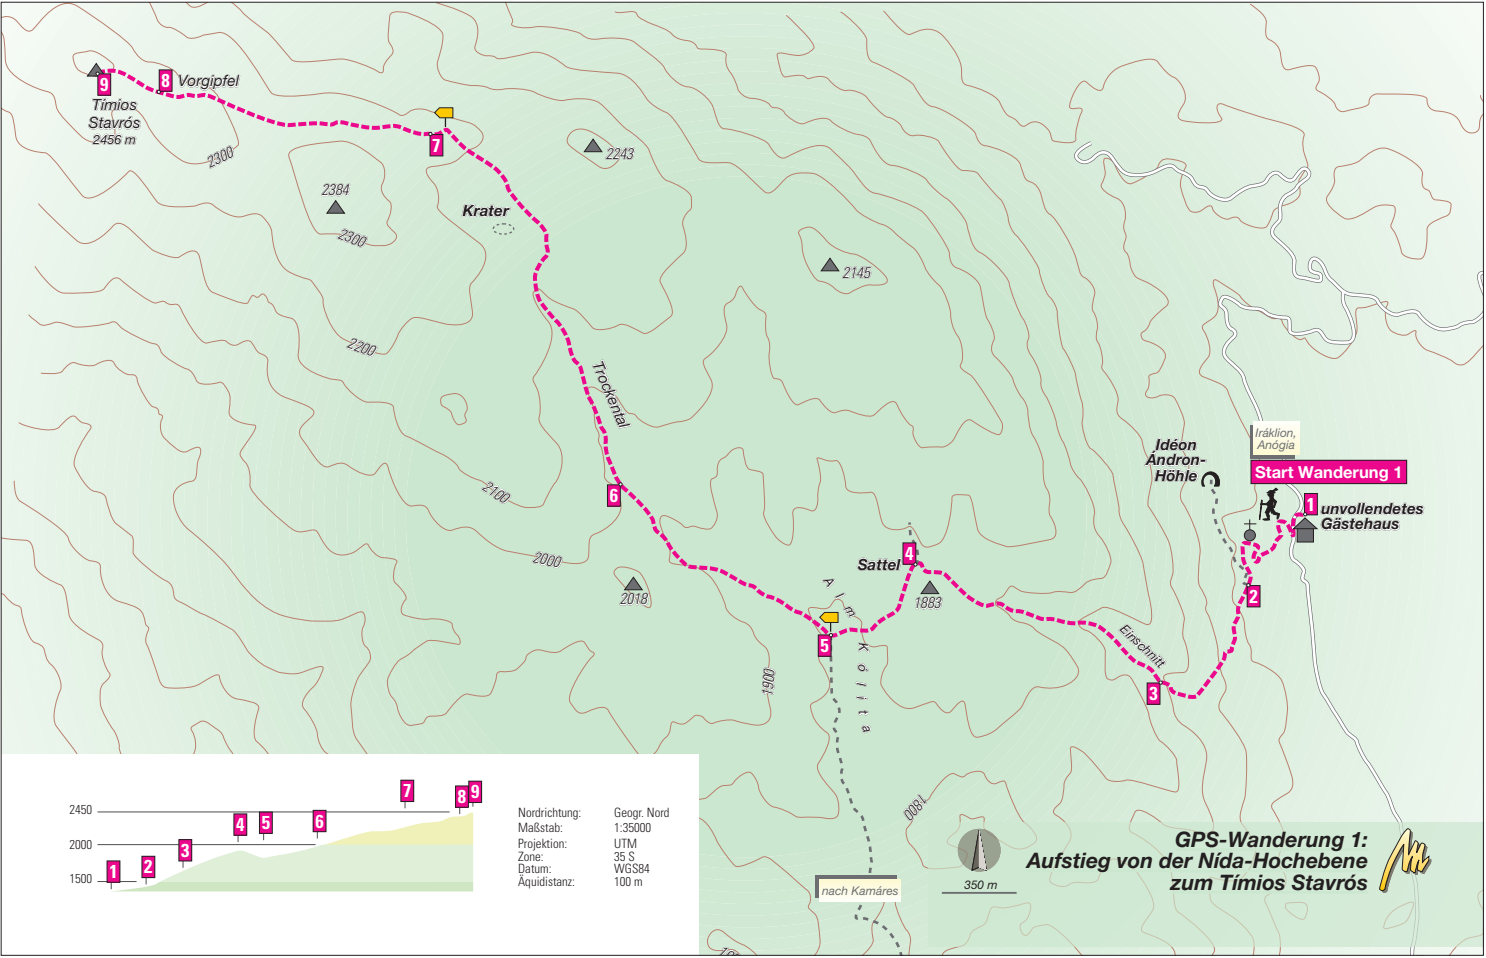 9
8
Vorgipfel
Tímios
Stavrós
2456 m
2300
7
2243
2384
2300
Krater
2145
2200
Trockental
2100
6
2000
2018
Iráklion,
Anógia
Start Wanderung 1
Idéon
Ándron-
Höhle
1
unvollendetes
Gästehaus
4
Sattel
1883
2
Alm Kólita
5
1900
Einschnitt
3
1800
2450
2000
1500
1
2
3
4
5
6
7
8
9
Nordrichtung: Geogr. Nord
Maßstab: 1:35000
Projektion: UTM
Zone: 35 S
Datum: WGS84
Äquidistanz: 100 m
nach Kamáres
350 m
GPS-Wanderung 1:
Aufstieg von der Nída-Hochebene
zum Tímios Stavrós